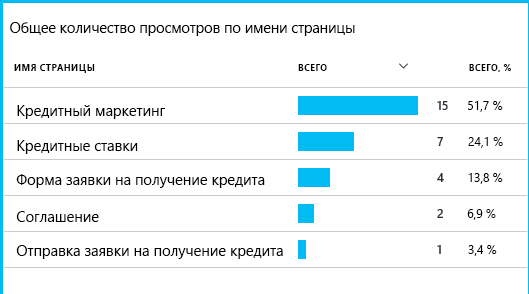 Общее количество просмотров по имени страницы
ИМЯ СТРАНИЦЫ ВСЕГО ВСЕГО, %
Кредитный маркетинг 15 51,7 %
Кредитные ставки 7 24,1 %
Форма заявки на получение кредита 4 13,8 %
Соглашение 2 6,9 %
Отправка заявки на получение кредита 1 3,4 %